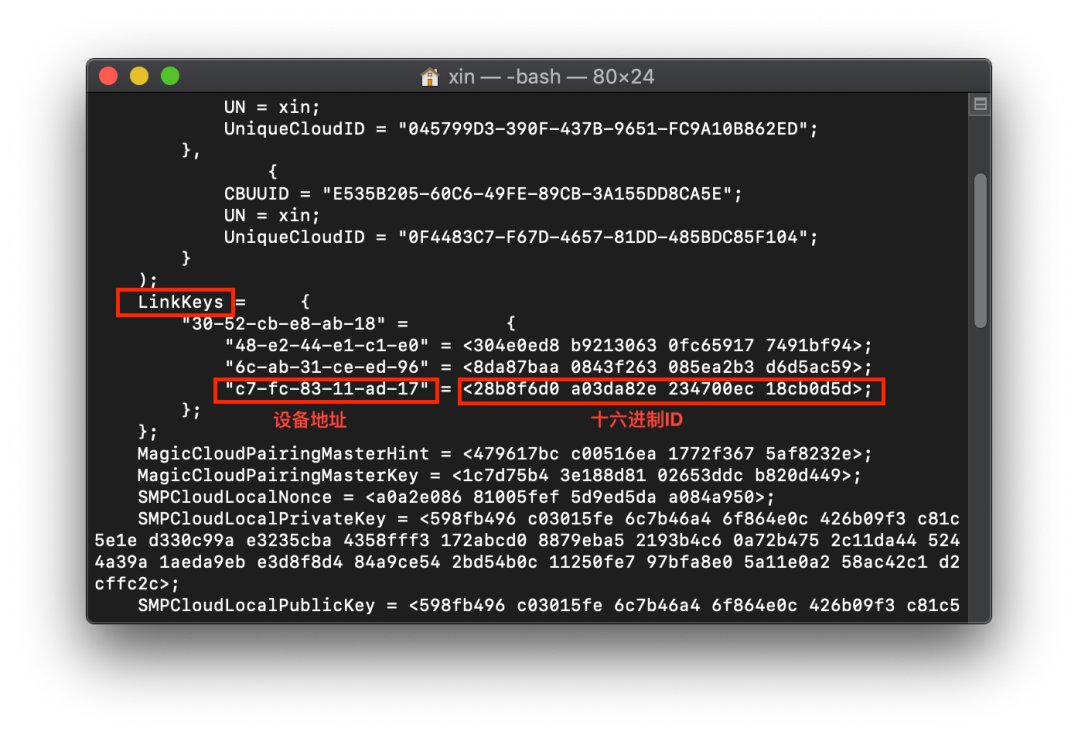 xin — -bash — 80×24
UN = xin;
UniqueCloudID = "045799D3-390F-437B-9651-FC9A10B862ED";
},
{
CBUUID = "E535B205-60C6-49FE-89CB-3A155DD8CA5E";
UN = xin;
UniqueCloudID = "0F4483C7-F67D-4657-81DD-485BDC85F104";
}
);
LinkKeys = {
"30-52-cb-e8-ab-18" = {
"48-e2-44-e1-c1-e0" = <304e0ed8 b9213063 0fc65917 7491bf94>;
"6c-ab-31-ce-ed-96" = <8da87baa 0843f263 085ea2b3 d6d5ac59>;
"c7-fc-83-11-ad-17" = <28b8f6d0 a03da82e 234700ec 18cb0d5d>;
};
设备地址 十六进制ID
};
MagicCloudPairingMasterHint = <479617bc c00516ea 1772f367 5af8232e>;
MagicCloudPairingMasterKey = <1c7d75b4 3e188d81 02653ddc b820d449>;
SMPCloudLocalNonce = <a0a2e086 81005fef 5d9ed5da a084a950>;
SMPCloudLocalPrivateKey = <598fb496 c03015fe 6c7b46a4 6f864e0c 426b09f3 c81c
5e1e d330c99a e3235cba 4358fff3 172abcd0 8879eba5 2193b4c6 0a72b475 2c11da44 524
4a39a 1aeda9eb e3d8f8d4 84a9ce54 2bd54b0c 11250fe7 97bfa8e0 5a11e0a2 58ac42c1 d2
cffc2c>;
SMPCloudLocalPublicKey = <598fb496 c03015fe 6c7b46a4 6f864e0c 426b09f3 c81c5